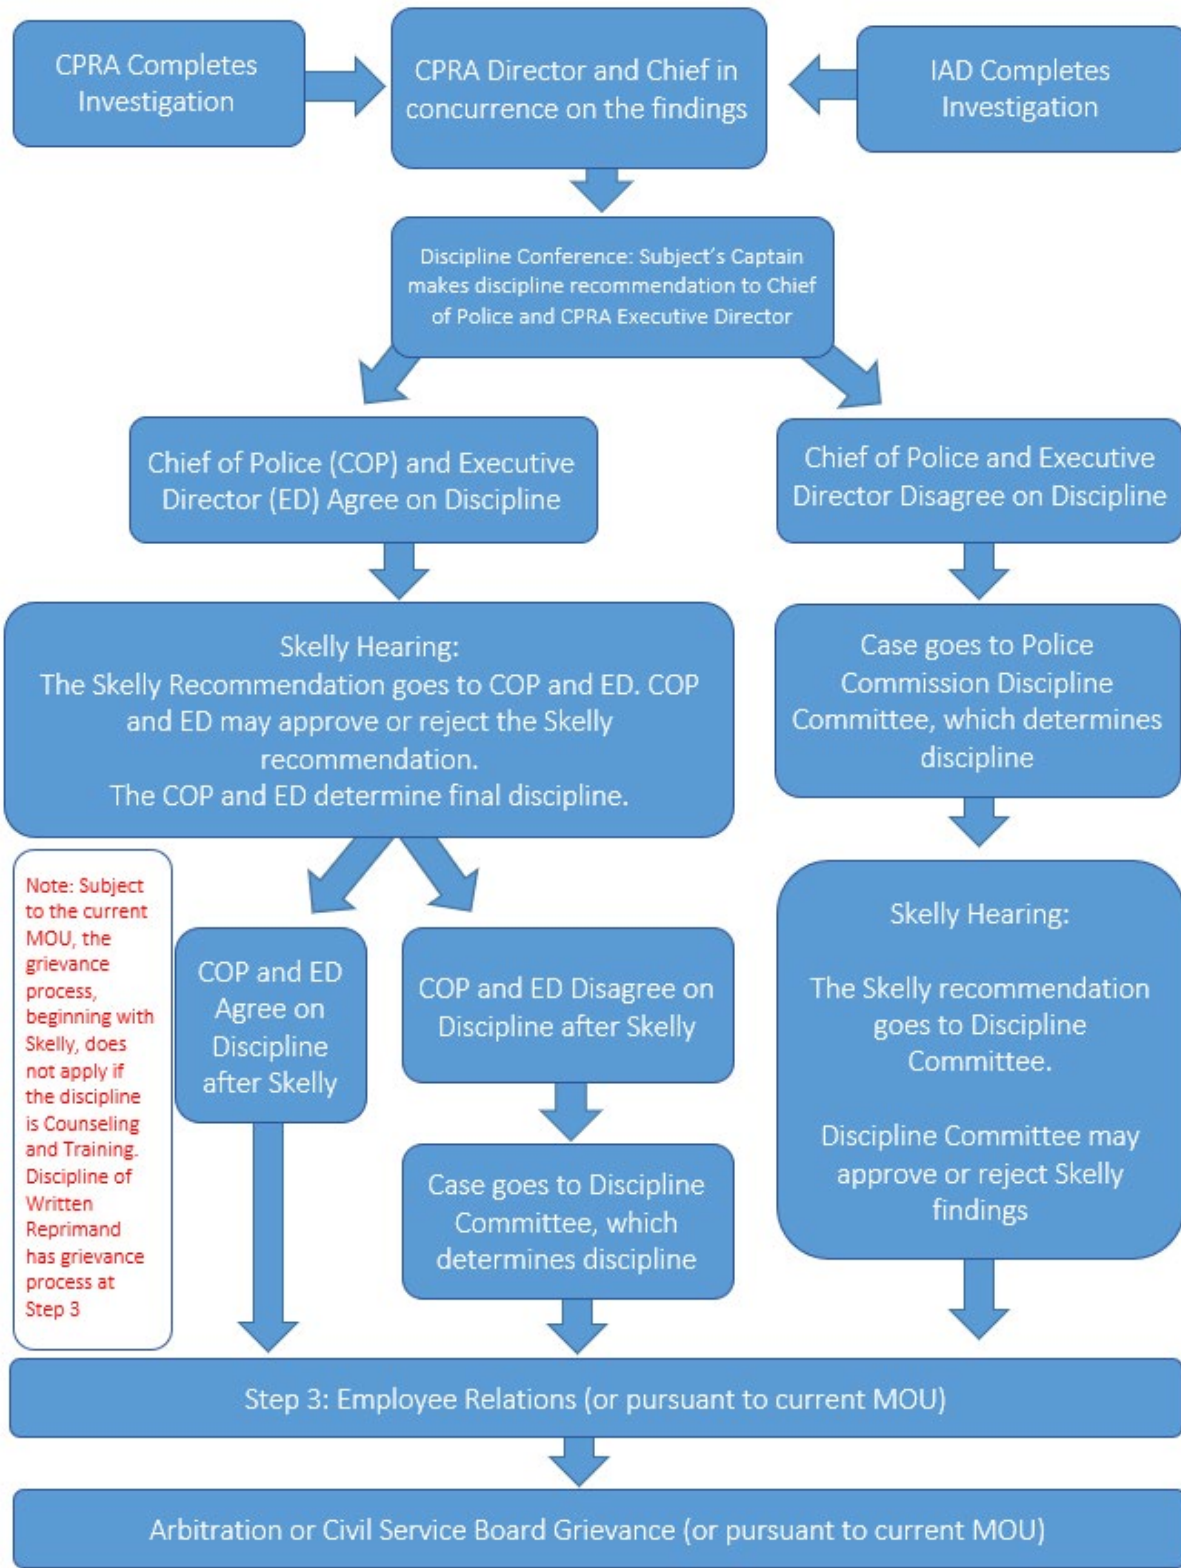 CPRA Completes
Investigation
CPRA Director and Chief in
concurrence on the findings
IAD Completes
Investigation
Discipline Conference: Subject’s Captain
makes discipline recommendation to Chief
of Police and CPRA Executive Director
Chief of Police (COP) and Executive
Director (ED) Agree on Discipline
Chief of Police and Executive
Director Disagree on Discipline
Skelly Hearing:
The Skelly Recommendation goes to COP and ED. COP
and ED may approve or reject the Skelly
recommendation.
The COP and ED determine final discipline.
Case goes to Police
Commission Discipline
Committee, which determines
discipline
Note: Subject
to the current
MOU, the
grievance
process,
beginning with
Skelly, does
not apply if
the discipline
is Counseling
and Training.
Discipline of
Written
Reprimand
has grievance
process at
Step 3
COP and ED
Agree on
Discipline
after Skelly
COP and ED Disagree on
Discipline after Skelly
Case goes to Discipline
Committee, which
determines discipline
Skelly Hearing:
The Skelly recommendation
goes to Discipline
Committee.
Discipline Committee may
approve or reject Skelly
findings
Step 3: Employee Relations (or pursuant to current MOU)
Arbitration or Civil Service Board Grievance (or pursuant to current MOU)